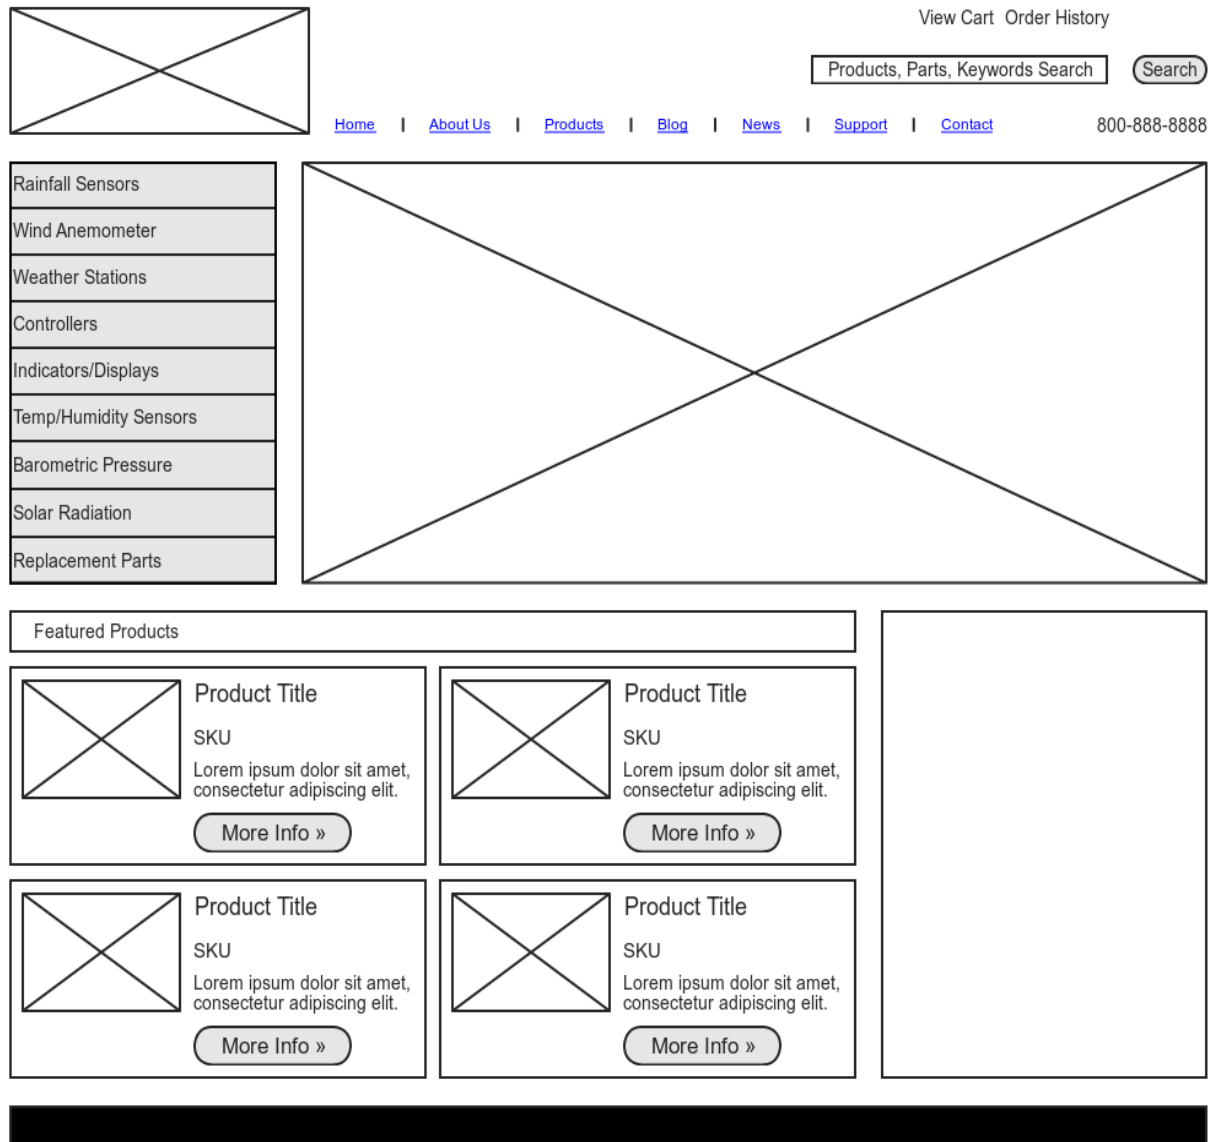 View Cart Order History
Products, Parts, Keywords Search Search
Home | About Us | Products | Blog | News | Support | Contact 800-888-8888
Rainfall Sensors
Wind Anemometer
Weather Stations
Controllers
Indicators/Displays
Temp/Humidity Sensors
Barometric Pressure
Solar Radiation
Replacement Parts
Featured Products
Product Title
SKU
Lorem ipsum dolor sit amet,
consectetur adipiscing elit.
More Info »
Product Title
SKU
Lorem ipsum dolor sit amet,
consectetur adipiscing elit.
More Info »
Product Title
SKU
Lorem ipsum dolor sit amet,
consectetur adipiscing elit.
More Info »
Product Title
SKU
Lorem ipsum dolor sit amet,
consectetur adipiscing elit.
More Info »